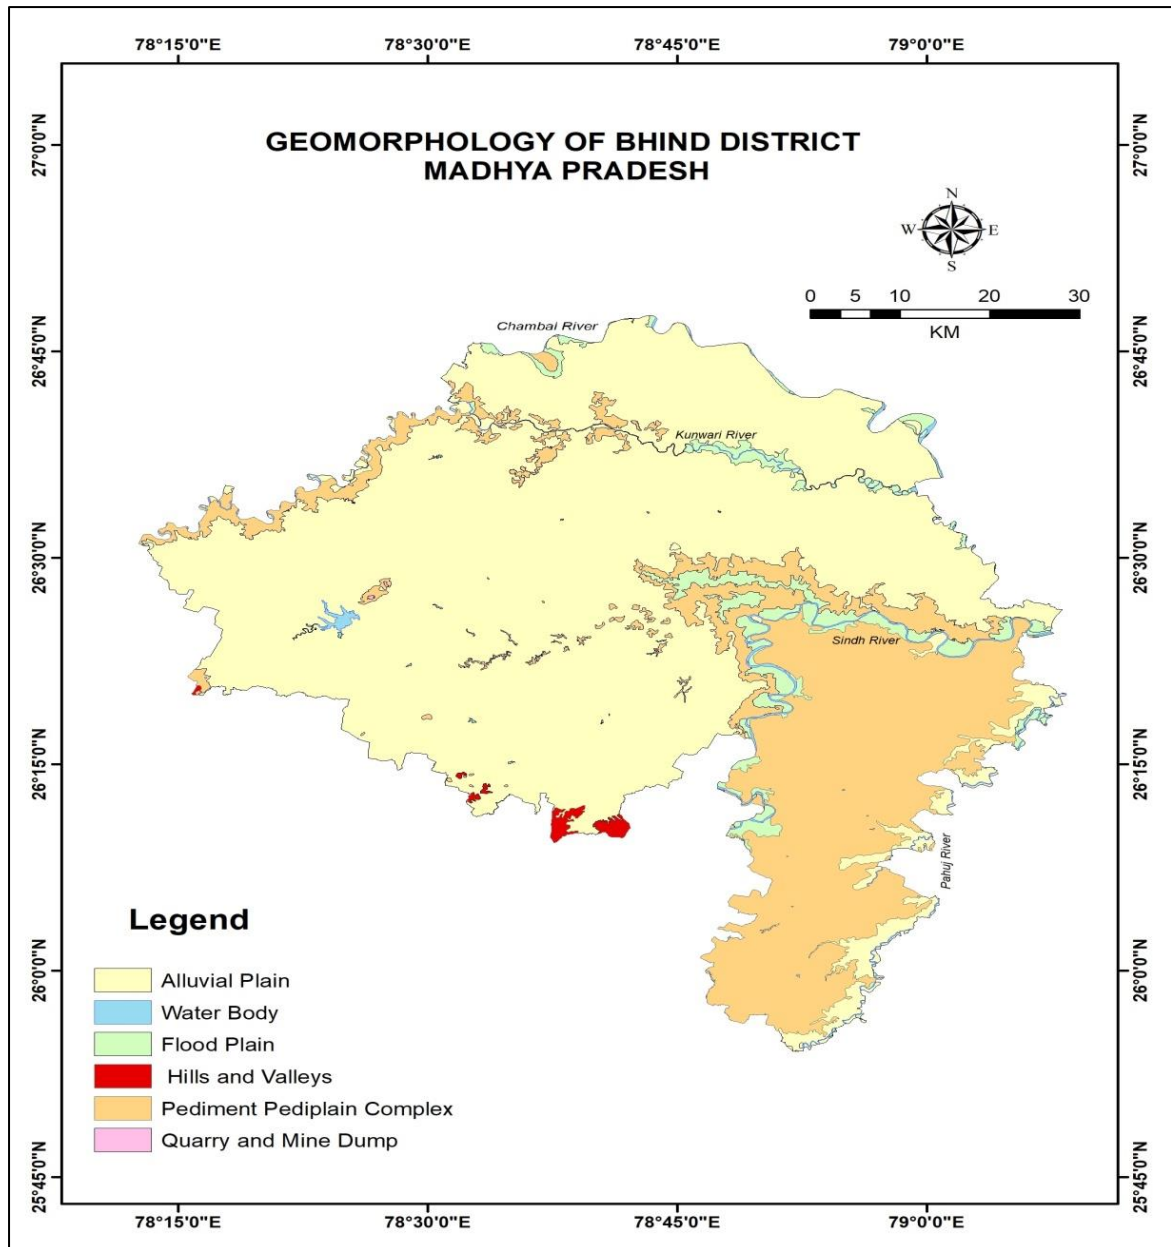 78°15'0"E 78°30'0"E 78°45'0"E 79°0'0"E
GEOMORPHOLOGY OF BHIND DISTRICT
MADHYA PRADESH
27°0'0"N 27°0'0"N
N
W E
S
0 5 10 20 30
KM
Chambal River
26°45'0"N 26°45'0"N
Kunwari River
26°30'0"N 26°30'0"N
Sindh River
26°15'0"N 26°15'0"N
Pahuj River
Legend
26°0'0"N 26°0'0"N
Alluvial Plain
Water Body
Flood Plain
Hills and Valleys
Pediment Pediplain Complex
Quarry and Mine Dump
25°45'0"N 25°45'0"N
78°15'0"E 78°30'0"E 78°45'0"E 79°0'0"E